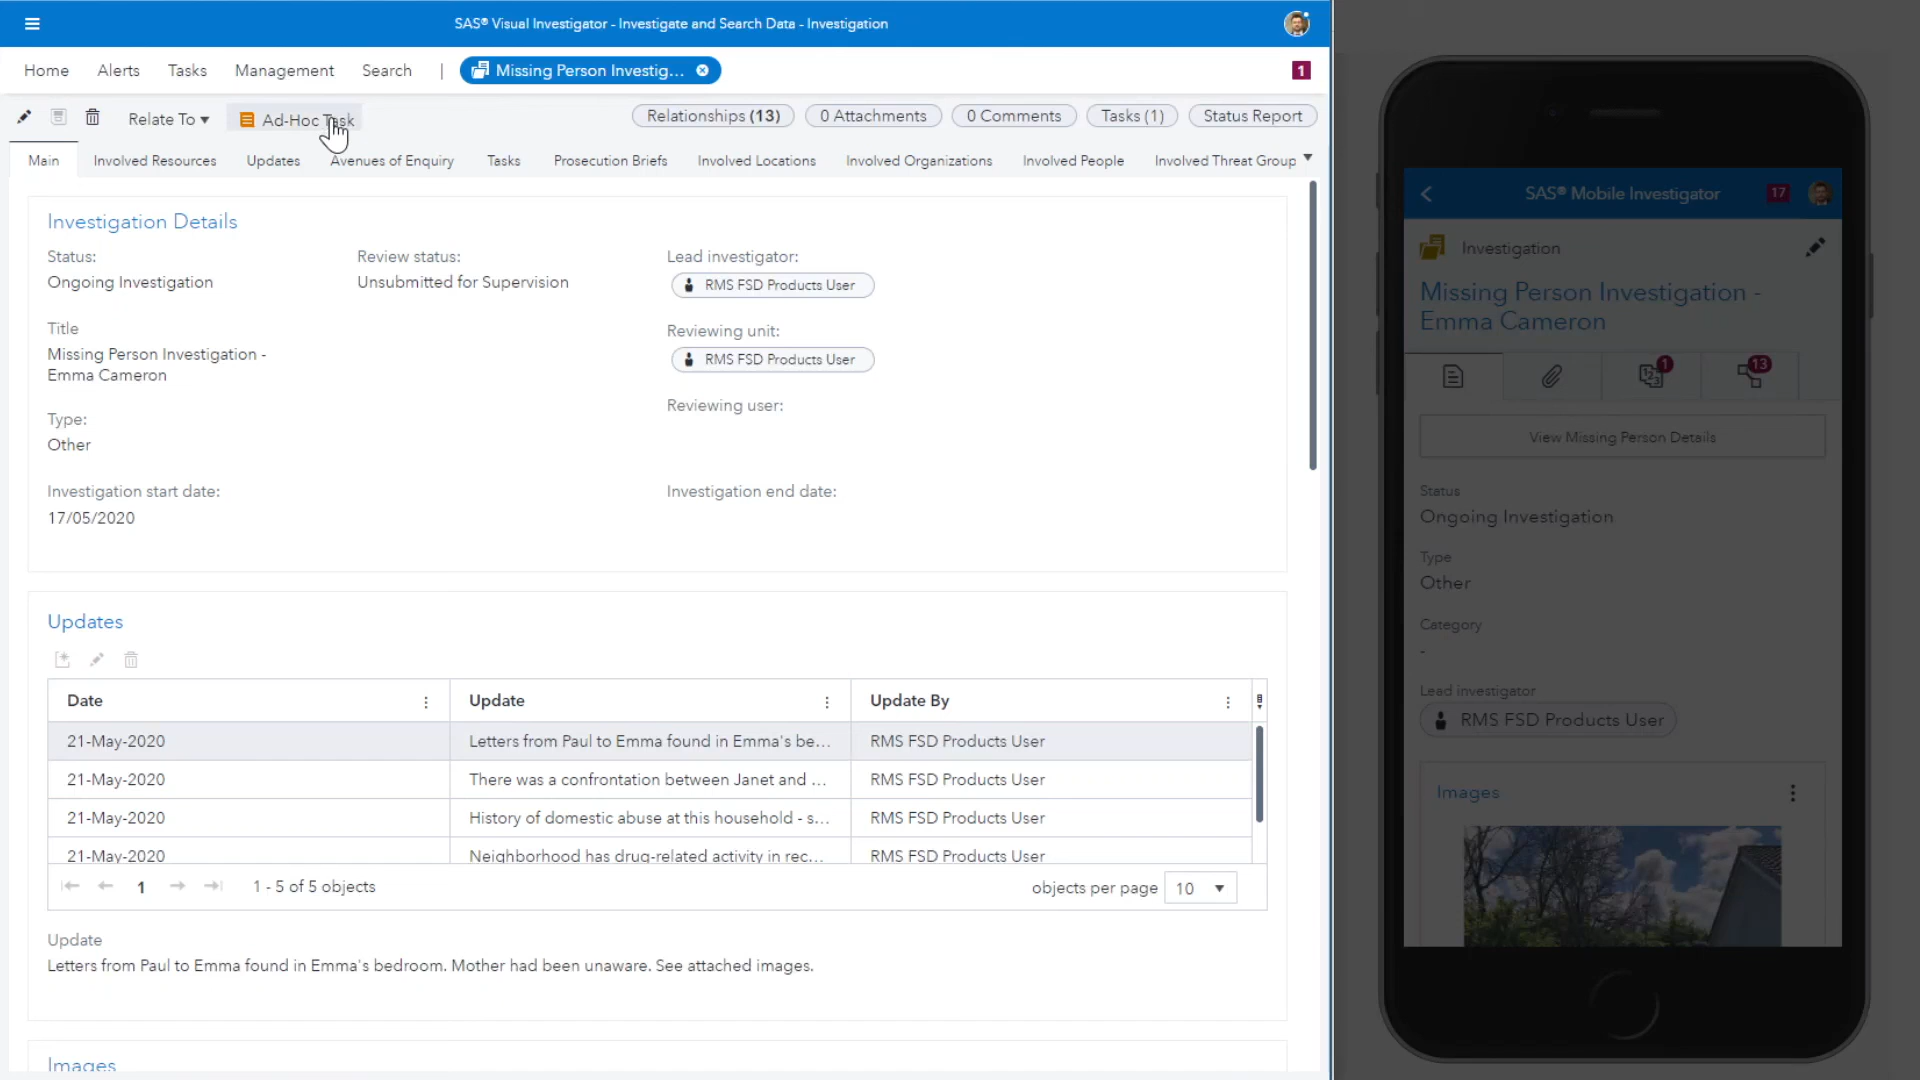 SAS® Visual Investigator - Investigate and Search Data - Investigation
Home Alerts Tasks Management Search | Missing Person Investig... 1
Relate To Ad-Hoc Task Relationships (13) 0 Attachments 0 Comments Tasks (1) Status Report
Main Involved Resources Updates Avenues of Enquiry Tasks Prosecution Briefs Involved Locations Involved Organizations Involved People Involved Threat Group
Investigation Details
Status: Review status: Lead investigator:
Ongoing Investigation Unsubmitted for Supervision RMS FSD Products User
Title Reviewing unit:
Missing Person Investigation - RMS FSD Products User
Emma Cameron
Reviewing user:
Type:
Other
Investigation start date: Investigation end date:
17/05/2020
Updates
Date Update Update By
21-May-2020 Letters from Paul to Emma found in Emma's be... RMS FSD Products User
21-May-2020 There was a confrontation between Janet and ... RMS FSD Products User
21-May-2020 History of domestic abuse at this household - s... RMS FSD Products User
21-May-2020 Neighborhood has drug-related activity in rec... RMS FSD Products User
1 1 - 5 of 5 objects objects per page 10
Update
Letters from Paul to Emma found in Emma's bedroom. Mother had been unaware. See attached images.
Images
SAS® Mobile Investigator 17
Investigation
Missing Person Investigation -
Emma Cameron
1 13
View Missing Person Details
Status
Ongoing Investigation
Type
Other
Category
-
Lead investigator
RMS FSD Products User
Images